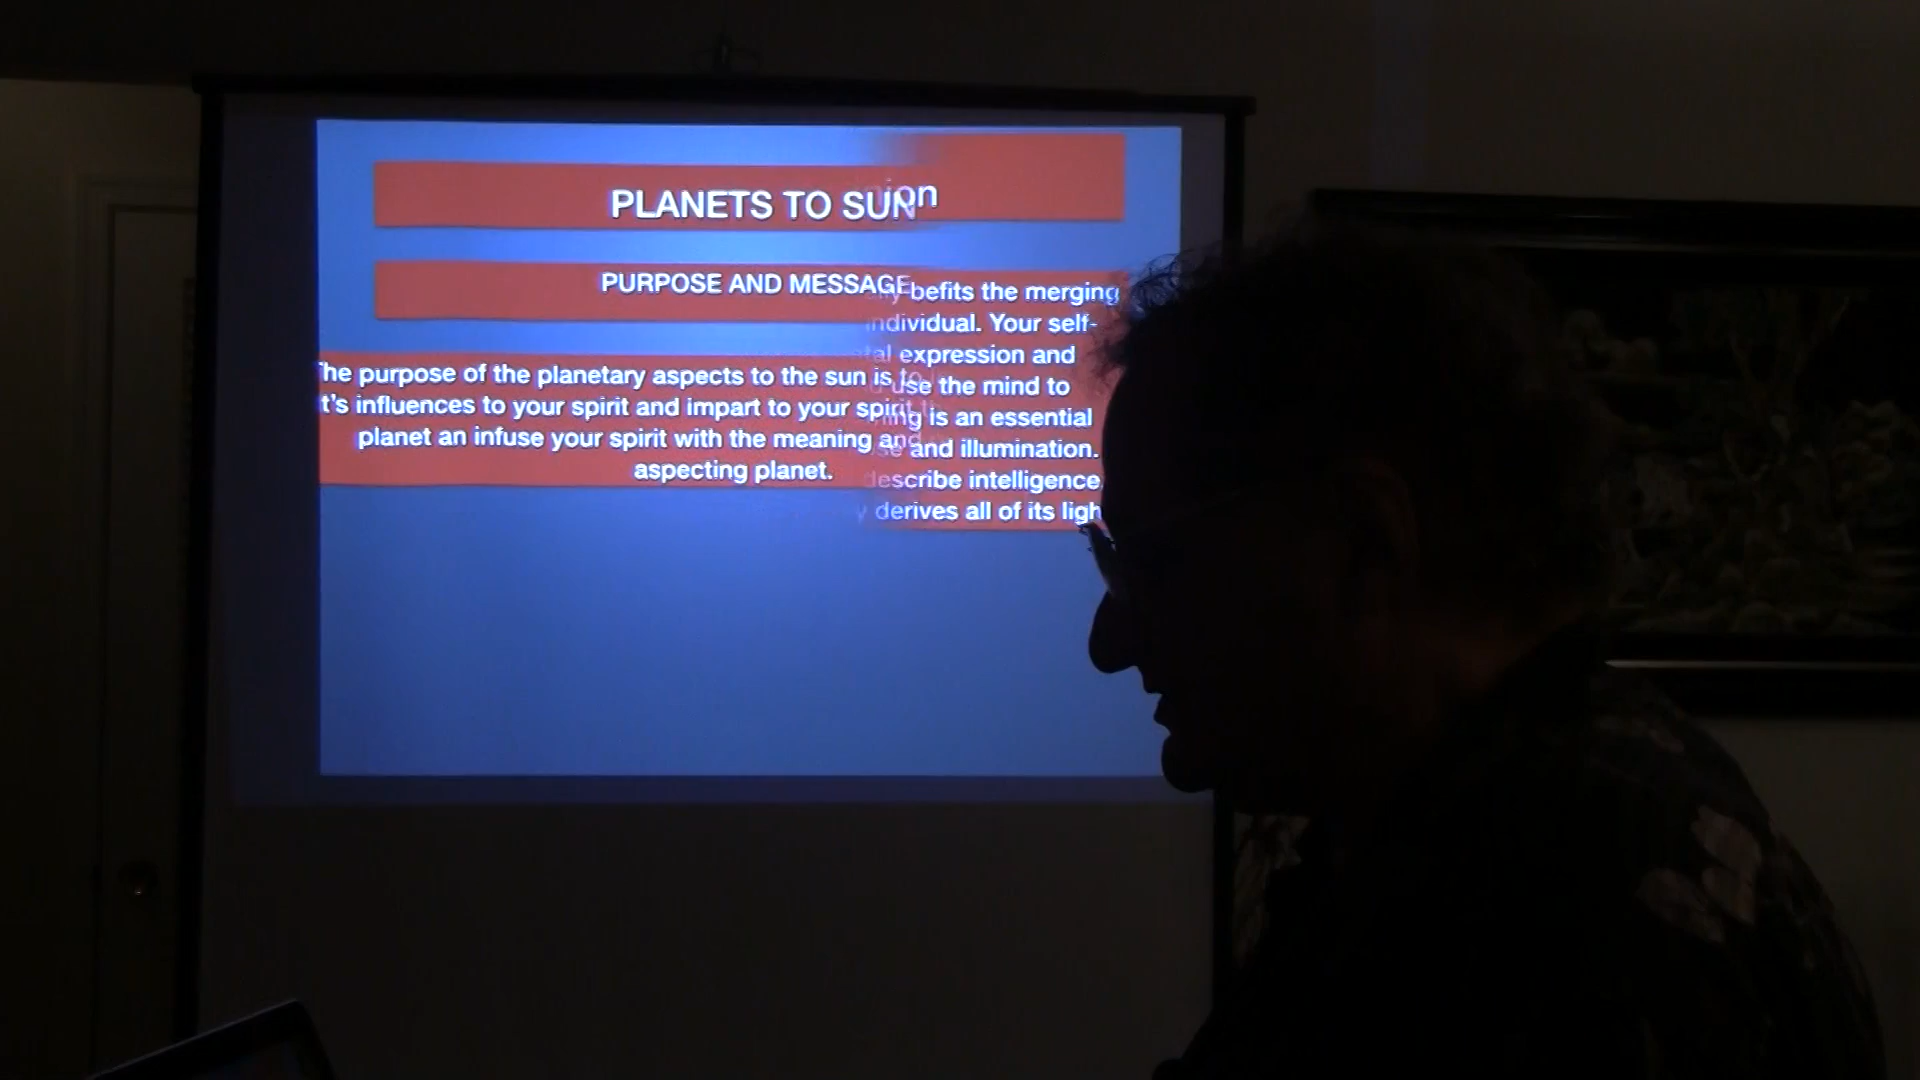 PLANETS TO SUN
PURPOSE AND MESSAGE
The purpose of the planetary aspects to the sun is to
it's influences to your spirit and impart to your spirit
planet an infuse your spirit with the meaning and
aspecting planet.
befits the merging
individual. Your self-
expression and
use the mind to
is an essential
and illumination.
describe intelligence
derives all of its